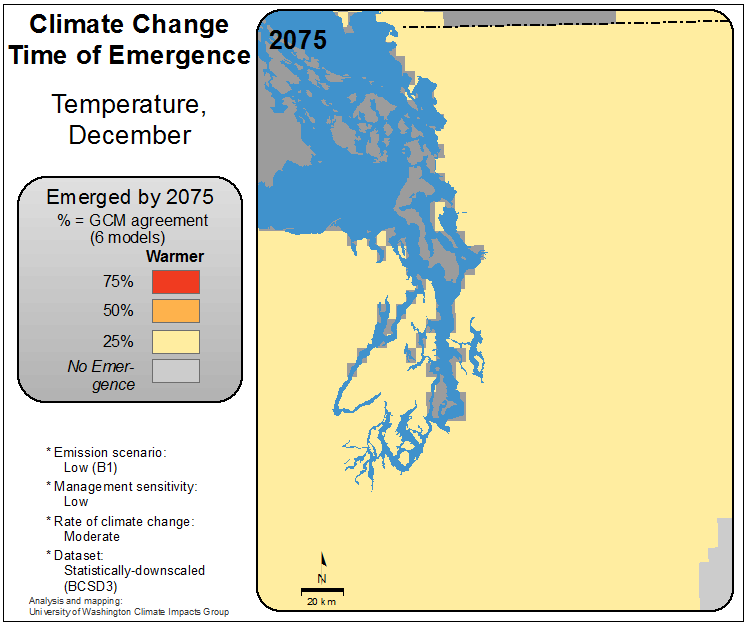 Climate Change
Time of Emergence
2075
Temperature,
December
Emerged by 2075
% = GCM agreement
(6 models)
Warmer
75%
50%
25%
No Emer-
gence
* Emission scenario:
Low (B1)
* Management sensitivity:
Low
* Rate of climate change:
Moderate
* Dataset:
Statistically-downscaled
(BCSD3)
Analysis and mapping:
University of Washington Climate Impacts Group
N
20 km